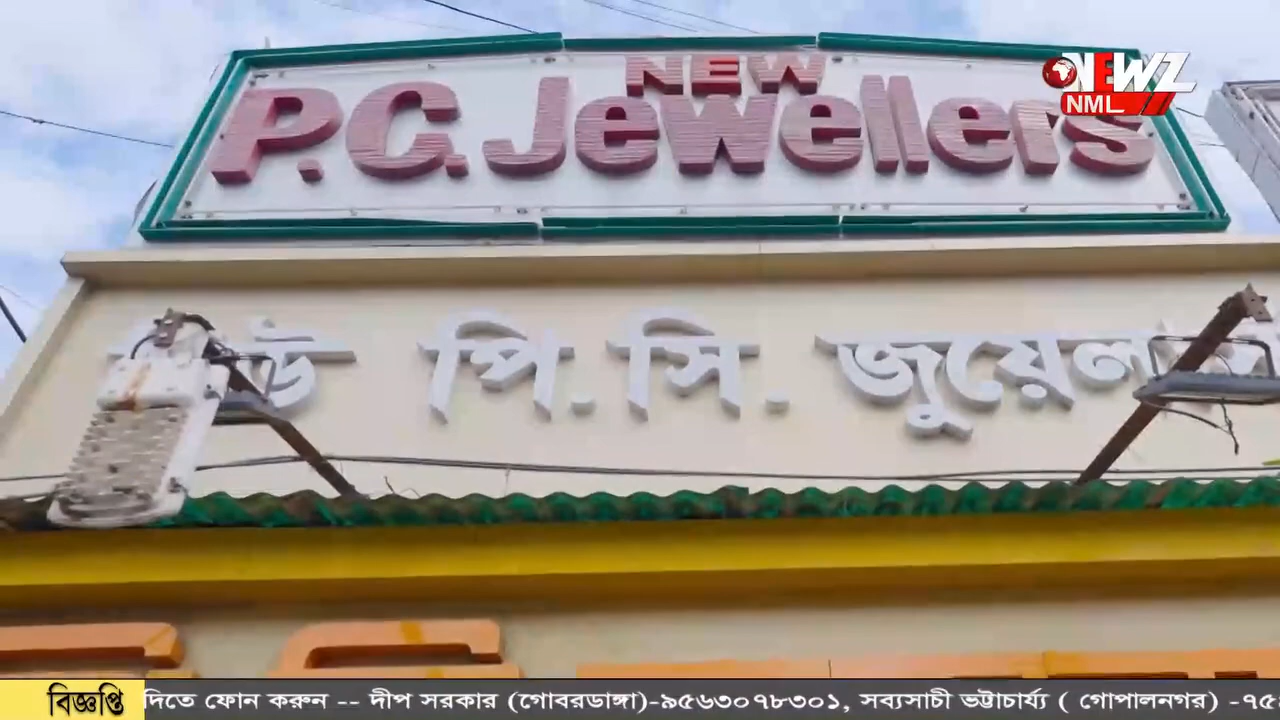 NEW
P.C. Jewellers
NEWZ
NML
পি.সি. জুয়েলার্স
বিজ্ঞপ্তি
দিতে ফোন করুন -- দীপ সরকার (গোবরডাঙ্গা)-৯৫৬৩০৭৮৩০১, সব্যসাচী ভট্টাচার্য্য ( গোপালনগর) -৭৫